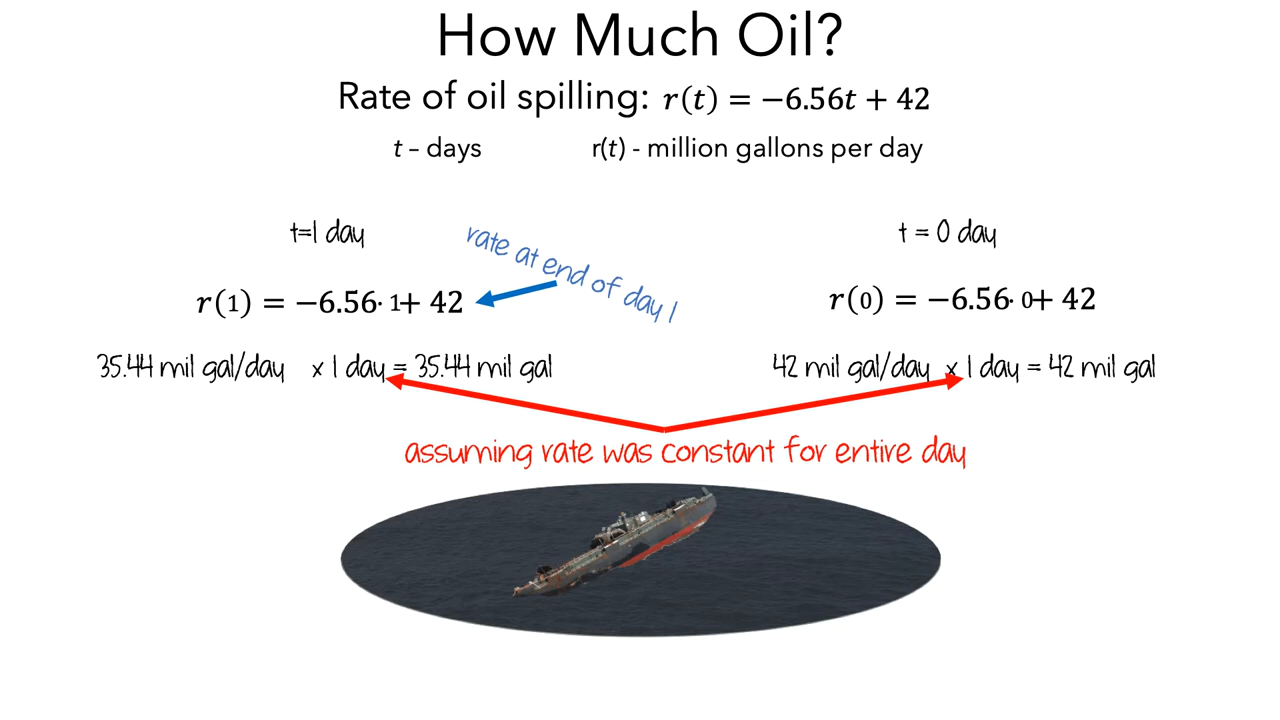 How Much Oil?
Rate of oil spilling: r(t) = −6.56t + 42
t – days r(t) - million gallons per day
t=1 day
rate at end of day 1
t = 0 day
r(1) = −6.56· 1+ 42
r(0) = −6.56· 0+ 42
35.44 mil gal/day x 1 day = 35.44 mil gal
42 mil gal/day x 1 day = 42 mil gal
assuming rate was constant for entire day